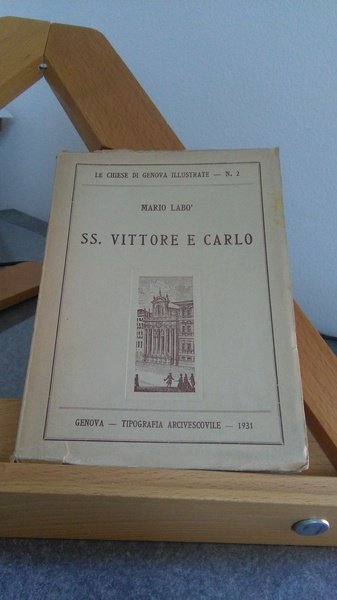 LE CHIESE DI GENOVA ILLUSTRATE — N. 2
MARIO LABO'
SS. VITTORE E CARLO
GENOVA — TIPOGRAFIA ARCIVESCOVILE — 1931